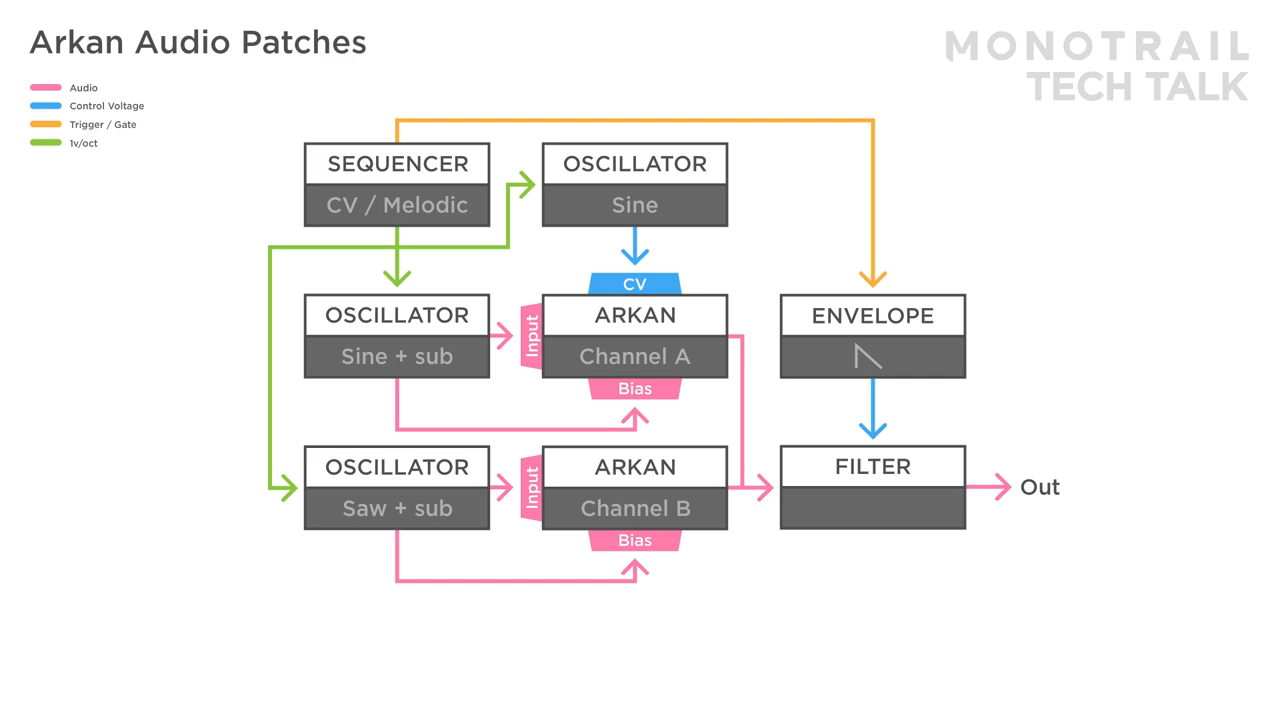 Arkan Audio Patches
MONOTRAIL
TECH TALK
Audio
Control Voltage
Trigger / Gate
1v/oct
SEQUENCER
CV / Melodic
OSCILLATOR
Sine
CV
OSCILLATOR
Sine + sub
Input
ARKAN
Channel A
Bias
ENVELOPE
OSCILLATOR
Saw + sub
Input
ARKAN
Channel B
Bias
FILTER
Out